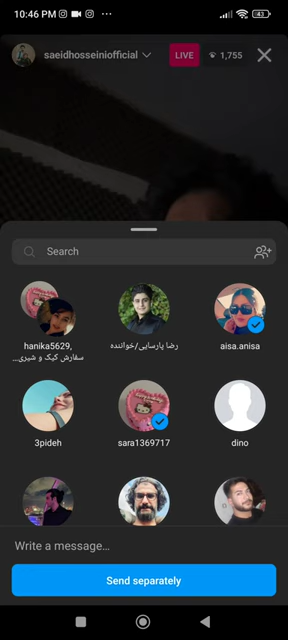 10:46 PM
43
saeidhosseiniofficial
LIVE
1,755
Search
hanika5629,
سفارش کیک و شیری...
رضا پارسایی/خواننده
aisa.anisa
3pideh
sara1369717
dino
Write a message...
Send separately